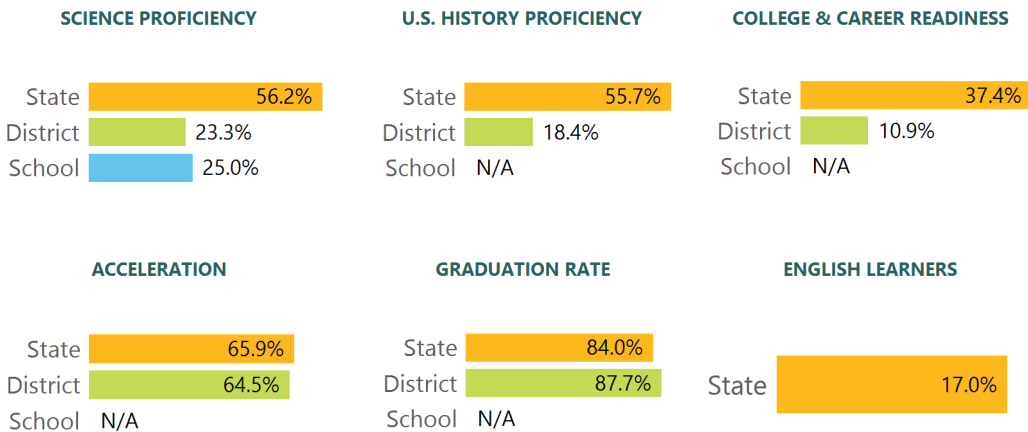 SCIENCE PROFICIENCY
State 56.2%
District 23.3%
School 25.0%
U.S. HISTORY PROFICIENCY
State 55.7%
District 18.4%
School N/A
COLLEGE & CAREER READINESS
State 37.4%
District 10.9%
School N/A
ACCELERATION
State 65.9%
District 64.5%
School N/A
GRADUATION RATE
State 84.0%
District 87.7%
School N/A
ENGLISH LEARNERS
State 17.0%